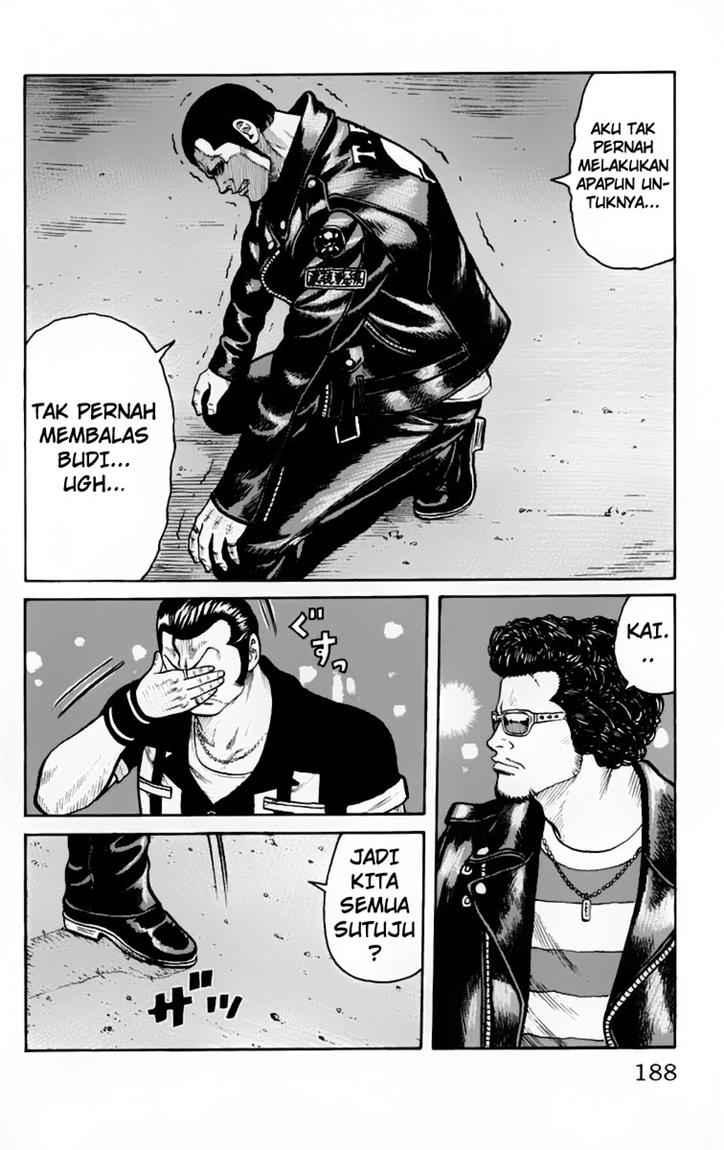 AKU TAK
PERNAH
MELAKUKAN
APAPUN UN-
TUKNYA...
TAK PERNAH
MEMBALAS
BUDI...
UGH...
KAI.
..
ぐすっ
JADI
KITA
SEMUA
SUTUJU
?
ザッ
188